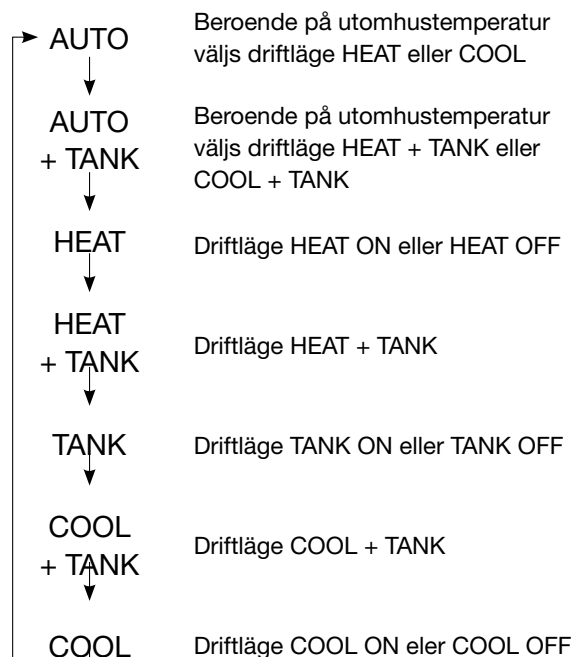 AUTO
Beroende på utomhustemperatur
väljs driftläge HEAT eller COOL
AUTO
+ TANK
Beroende på utomhustemperatur
väljs driftläge HEAT + TANK eller
COOL + TANK
HEAT
Driftläge HEAT ON eller HEAT OFF
HEAT
+ TANK
Driftläge HEAT + TANK
TANK
Driftläge TANK ON eller TANK OFF
COOL
+ TANK
Driftläge COOL + TANK
COOL
Driftläge COOL ON eler COOL OFF